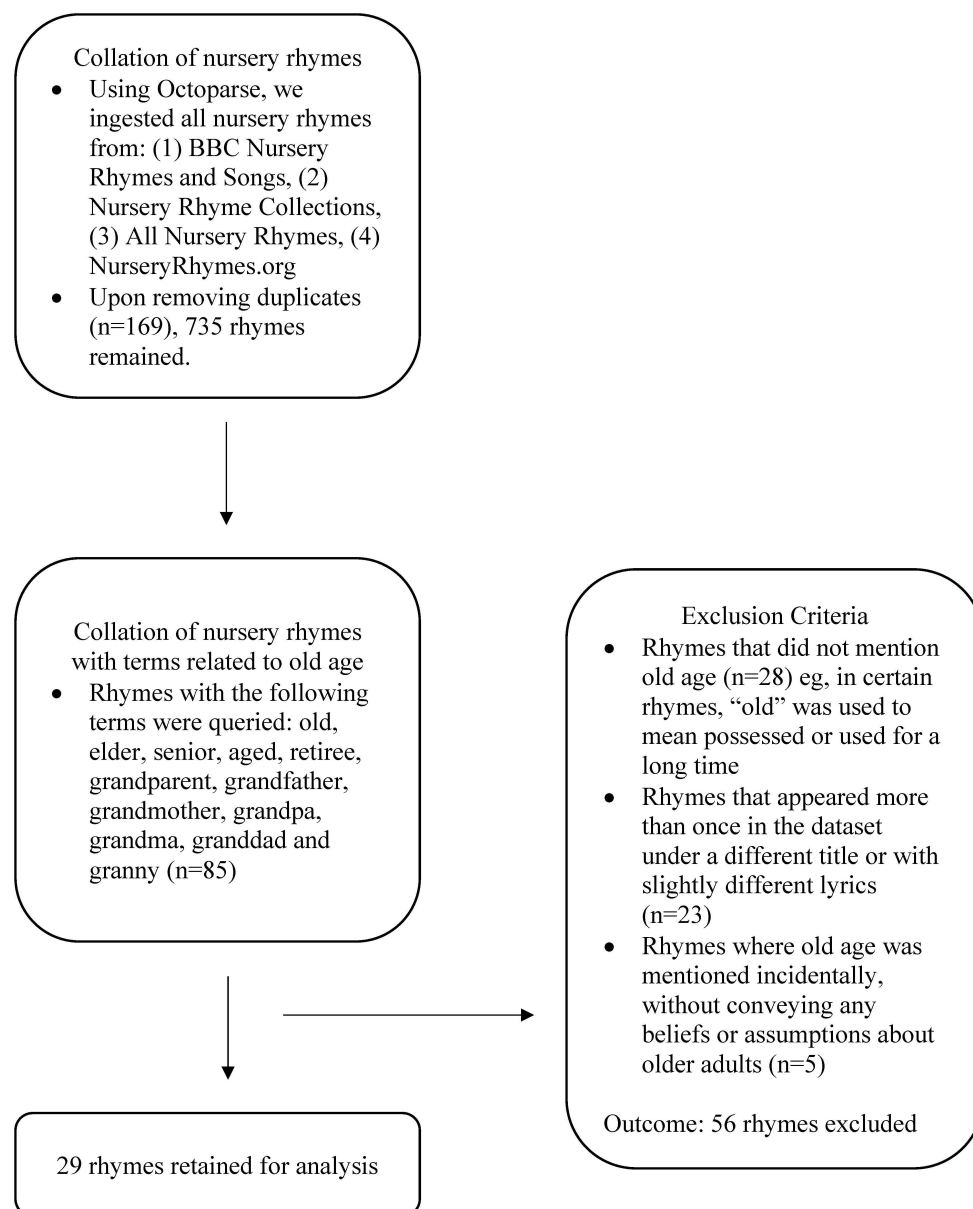 Collation of nursery rhymes
• Using Octoparse, we
ingested all nursery rhymes
from: (1) BBC Nursery
Rhymes and Songs, (2)
Nursery Rhyme Collections,
(3) All Nursery Rhymes, (4)
NurseryRhymes.org
• Upon removing duplicates
(n=169), 735 rhymes
remained.
Collation of nursery rhymes
with terms related to old age
• Rhymes with the following
terms were queried: old,
elder, senior, aged, retiree,
grandparent, grandfather,
grandmother, grandpa,
grandma, granddad and
granny (n=85)
Exclusion Criteria
• Rhymes that did not mention
old age (n=28) eg, in certain
rhymes, “old” was used to
mean possessed or used for a
long time
• Rhymes that appeared more
than once in the dataset
under a different title or with
slightly different lyrics
(n=23)
• Rhymes where old age was
mentioned incidentally,
without conveying any
beliefs or assumptions about
older adults (n=5)
Outcome: 56 rhymes excluded
29 rhymes retained for analysis